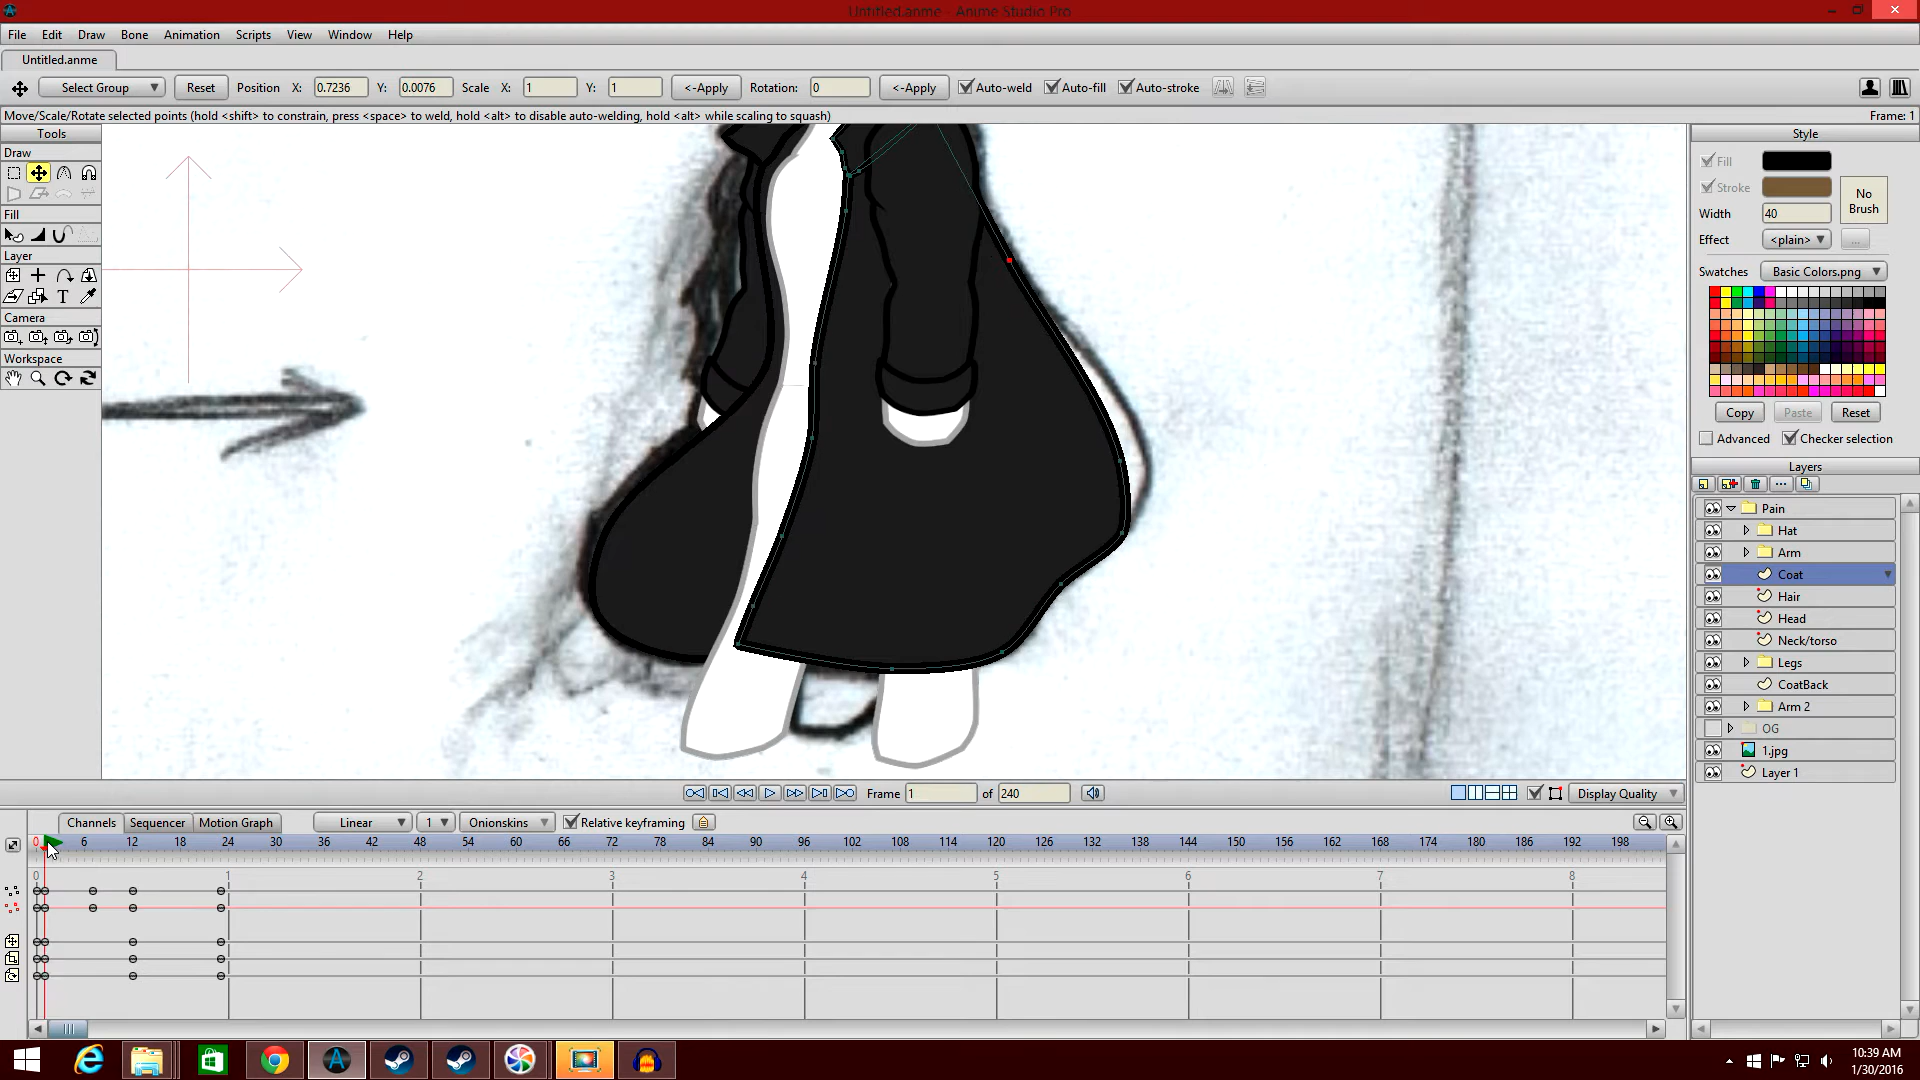 Untitled.anme - Anime Studio Pro
File Edit Draw Bone Animation Scripts View Window Help
Untitled.anme
Select Group Reset Position X: 0.7236 Y: 0.0076 Scale X: 1 Y: 1 <-Apply Rotation: 0 <-Apply Auto-weld Auto-fill Auto-stroke
Move/Scale/Rotate selected points (hold <shift> to constrain, press <space> to weld, hold <alt> to disable auto-welding, hold <alt> while scaling to squash) Frame: 1
Tools
Draw
Fill
Layer
T
Camera
Workspace
Style
Fill
Stroke
No
Brush
Width 40
Effect <plain> ...
Swatches Basic Colors.png
Copy Paste Reset
Advanced Checker selection
Layers
Pain
Hat
Arm
Coat
Hair
Head
Neck/torso
Legs
CoatBack
Arm 2
OG
1.jpg
Layer 1
Frame 1 of 240 Display Quality
Channels Sequencer Motion Graph Linear 1 Onionskins Relative keyframing
0 6 12 18 24 30 36 42 48 54 60 66 72 78 84 90 96 102 108 114 120 126 132 138 144 150 156 162 168 174 180 186 192 198
0 1 2 3 4 5 6 7 8
10:39 AM
1/30/2016